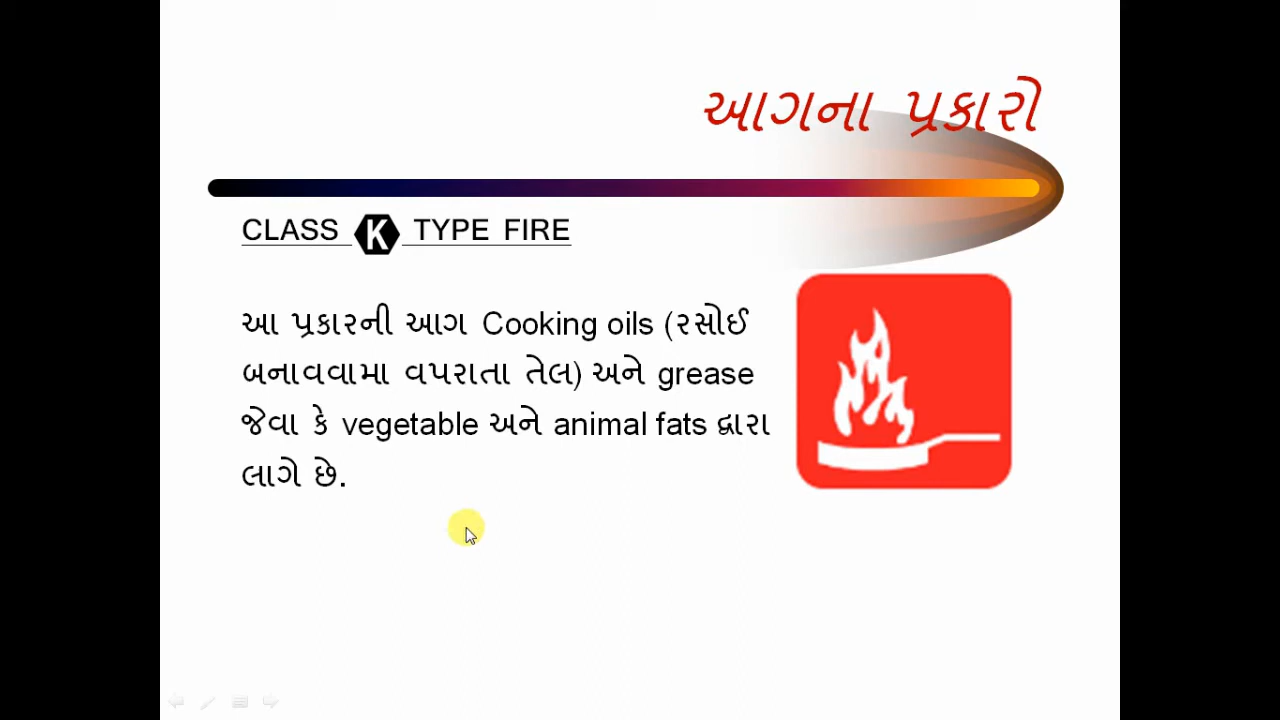 આગના પ્રકારો
CLASS K TYPE FIRE
આ પ્રકારની આગ Cooking oils (રસોઈ
બનાવવામા વપરાતા તેલ) અને grease
જેવા કે vegetable અને animal fats દ્વારા
લાગે છે.